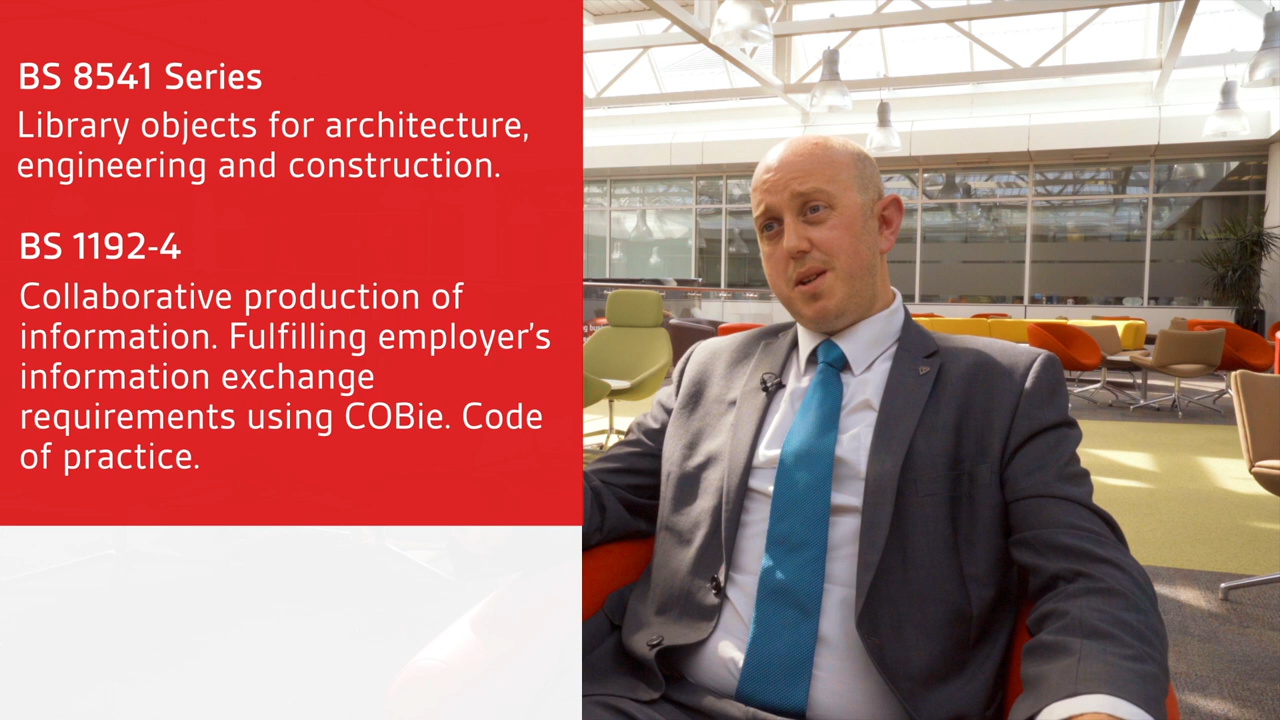 BS 8541 Series
Library objects for architecture,
engineering and construction.
BS 1192-4
Collaborative production of
information. Fulfilling employer's
information exchange
requirements using COBie. Code
of practice.